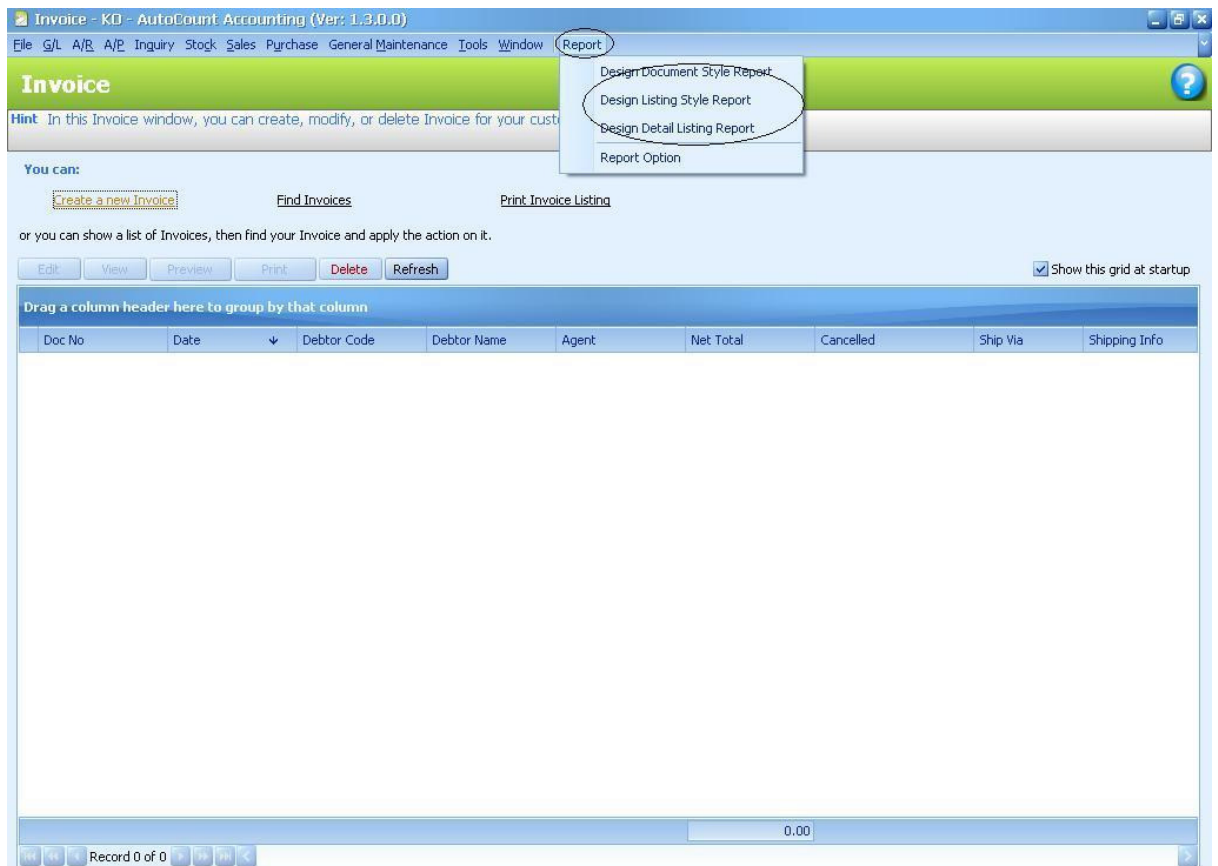 Invoice - KO - AutoCount Accounting (Ver: 1.3.0.0)
File G/L A/R A/P Inquiry Stock Sales Purchase General Maintenance Tools Window Report
Invoice
Design Document Style Report
Design Listing Style Report
Design Detail Listing Report
Report Option
Hint In this Invoice window, you can create, modify, or delete Invoice for your
You can:
Create a new Invoice Find Invoices Print Invoice Listing
or you can show a list of Invoices, then find your Invoice and apply the action on it.
Edit View Preview Print Delete Refresh Show this grid at startup
Drag a column header here to group by that column
Doc No Date Debtor Code Debtor Name Agent Net Total Cancelled Ship Via Shipping Info
0.00
Record 0 of 0